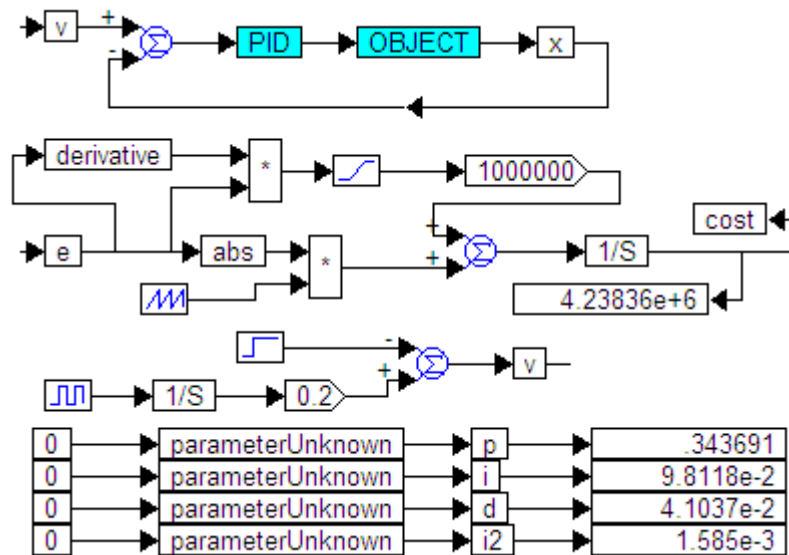 v + Σ PID OBJECT x
-
derivative * 1000000
+ cost
e abs * + Σ 1/S
4.23836e+6
-
+ Σ v
1/S 0.2
0 parameterUnknown p .343691
0 parameterUnknown i 9.8118e-2
0 parameterUnknown d 4.1037e-2
0 parameterUnknown i2 1.585e-3